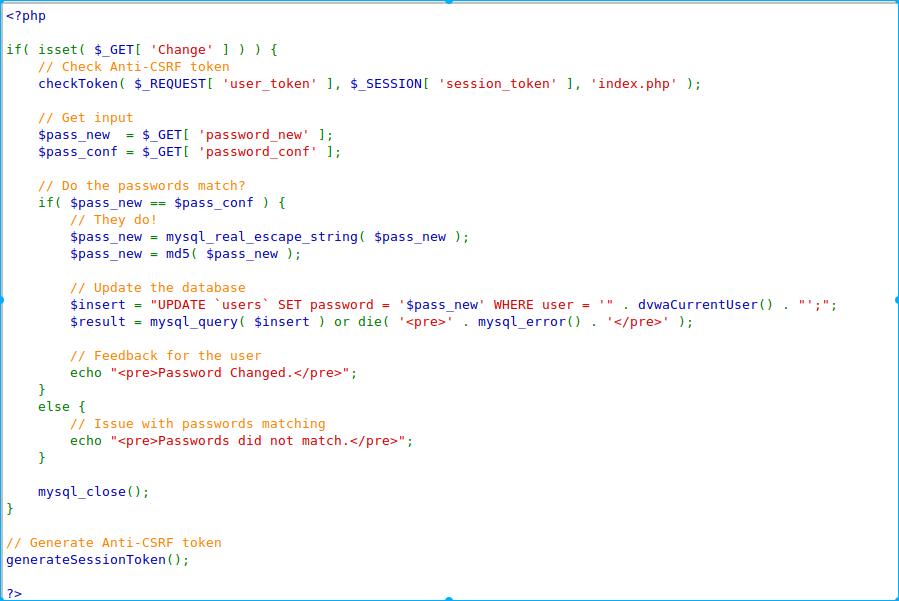 <?php

if( isset( $_GET[ 'Change' ] ) ) {
    // Check Anti-CSRF token
    checkToken( $_REQUEST[ 'user_token' ], $_SESSION[ 'session_token' ], 'index.php' );

    // Get input
    $pass_new  = $_GET[ 'password_new' ];
    $pass_conf = $_GET[ 'password_conf' ];

    // Do the passwords match?
    if( $pass_new == $pass_conf ) {
        // They do!
        $pass_new = mysql_real_escape_string( $pass_new );
        $pass_new = md5( $pass_new );

        // Update the database
        $insert = "UPDATE `users` SET password = '$pass_new' WHERE user = '" . dvwaCurrentUser() . "';";
        $result = mysql_query( $insert ) or die( '<pre>' . mysql_error() . '</pre>' );

        // Feedback for the user
        echo "<pre>Password Changed.</pre>";
    }
    else {
        // Issue with passwords matching
        echo "<pre>Passwords did not match.</pre>";
    }

    mysql_close();
}

// Generate Anti-CSRF token
generateSessionToken();

?>